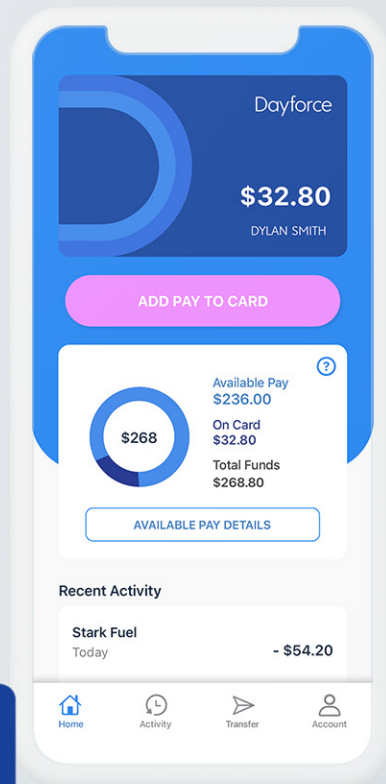 Dayforce
$32.80
DYLAN SMITH
ADD PAY TO CARD
?
$268
Available Pay
$236.00
On Card
$32.80
Total Funds
$268.80
AVAILABLE PAY DETAILS
Recent Activity
Stark Fuel
Today
- $54.20
Home
Activity
Transfer
Account